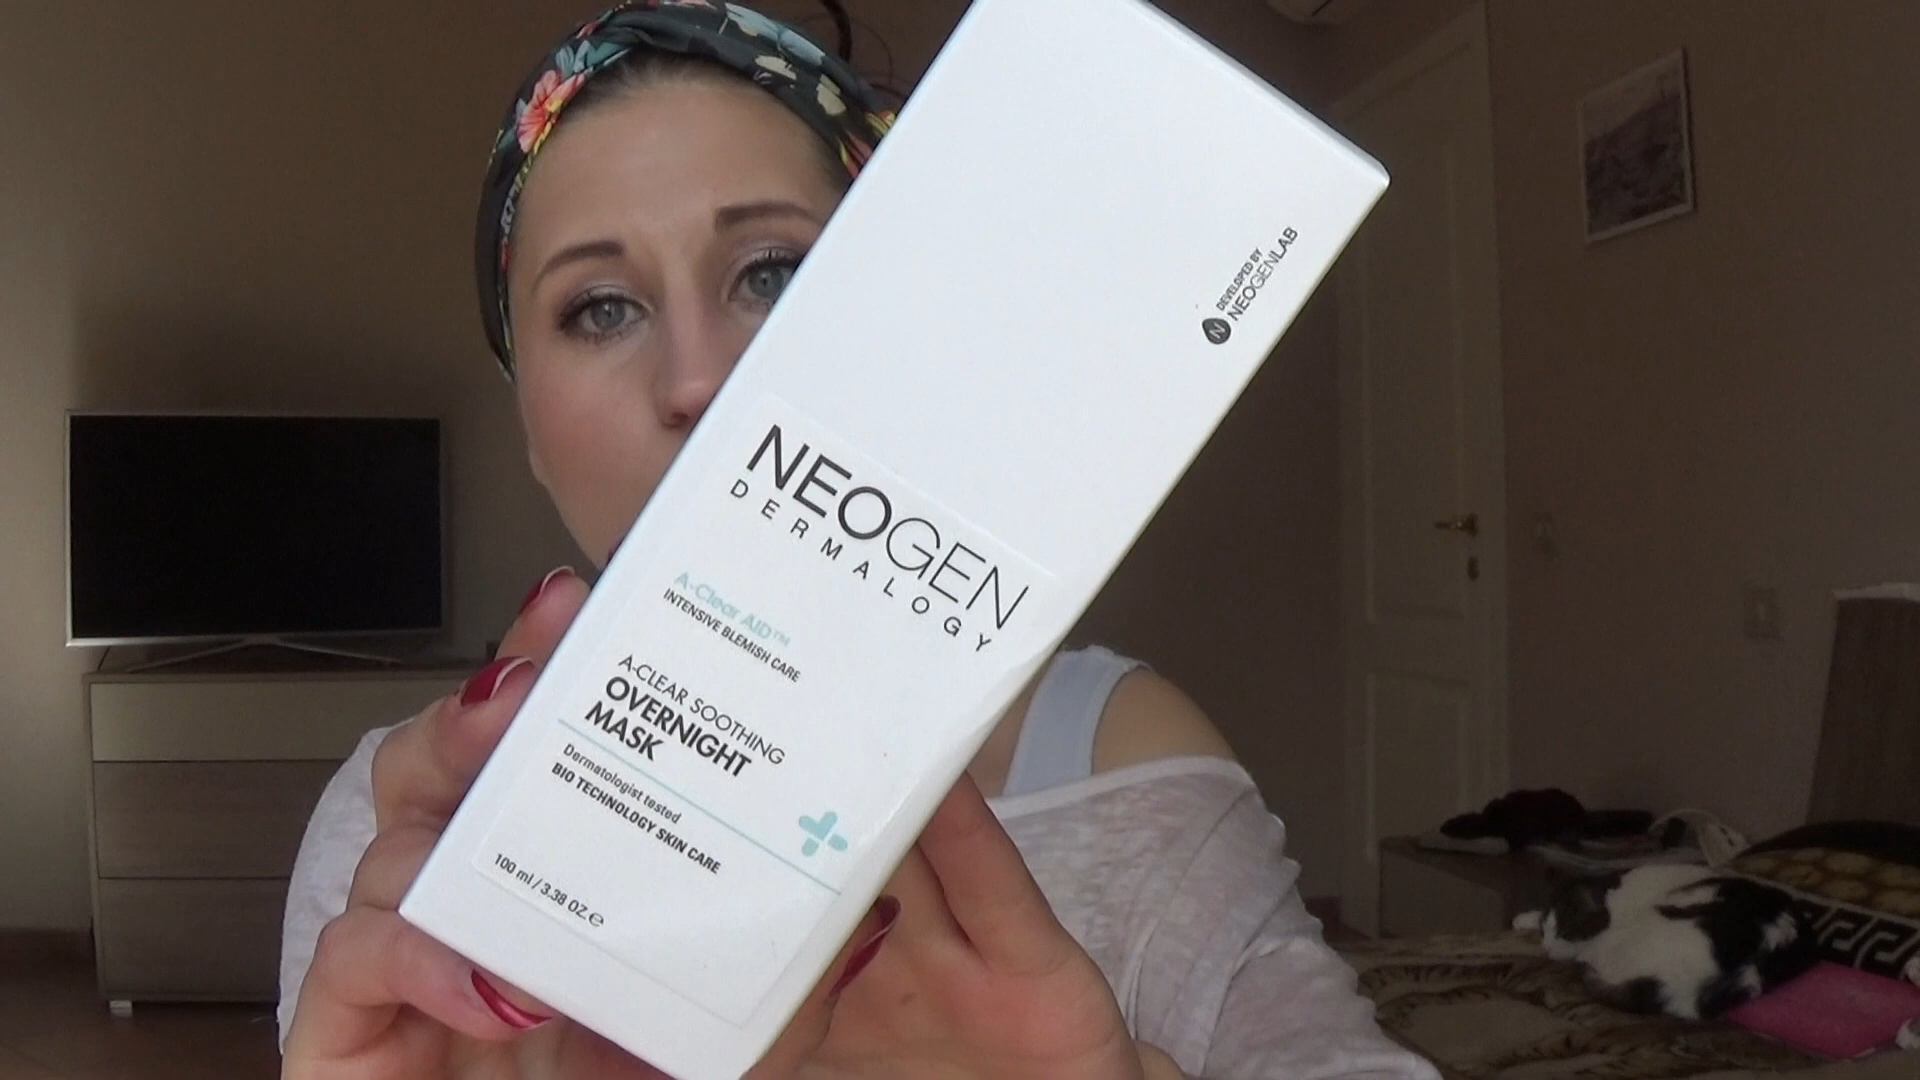 DEVELOPED BY
NEOGENLAB
NEOGEN
DERMALOGY
A-Clear AID™
INTENSIVE BLEMISH CARE
A-CLEAR SOOTHING
OVERNIGHT
MASK
Dermatologist tested
BIO TECHNOLOGY SKIN CARE
100 ml / 3.38 OZ. ℮